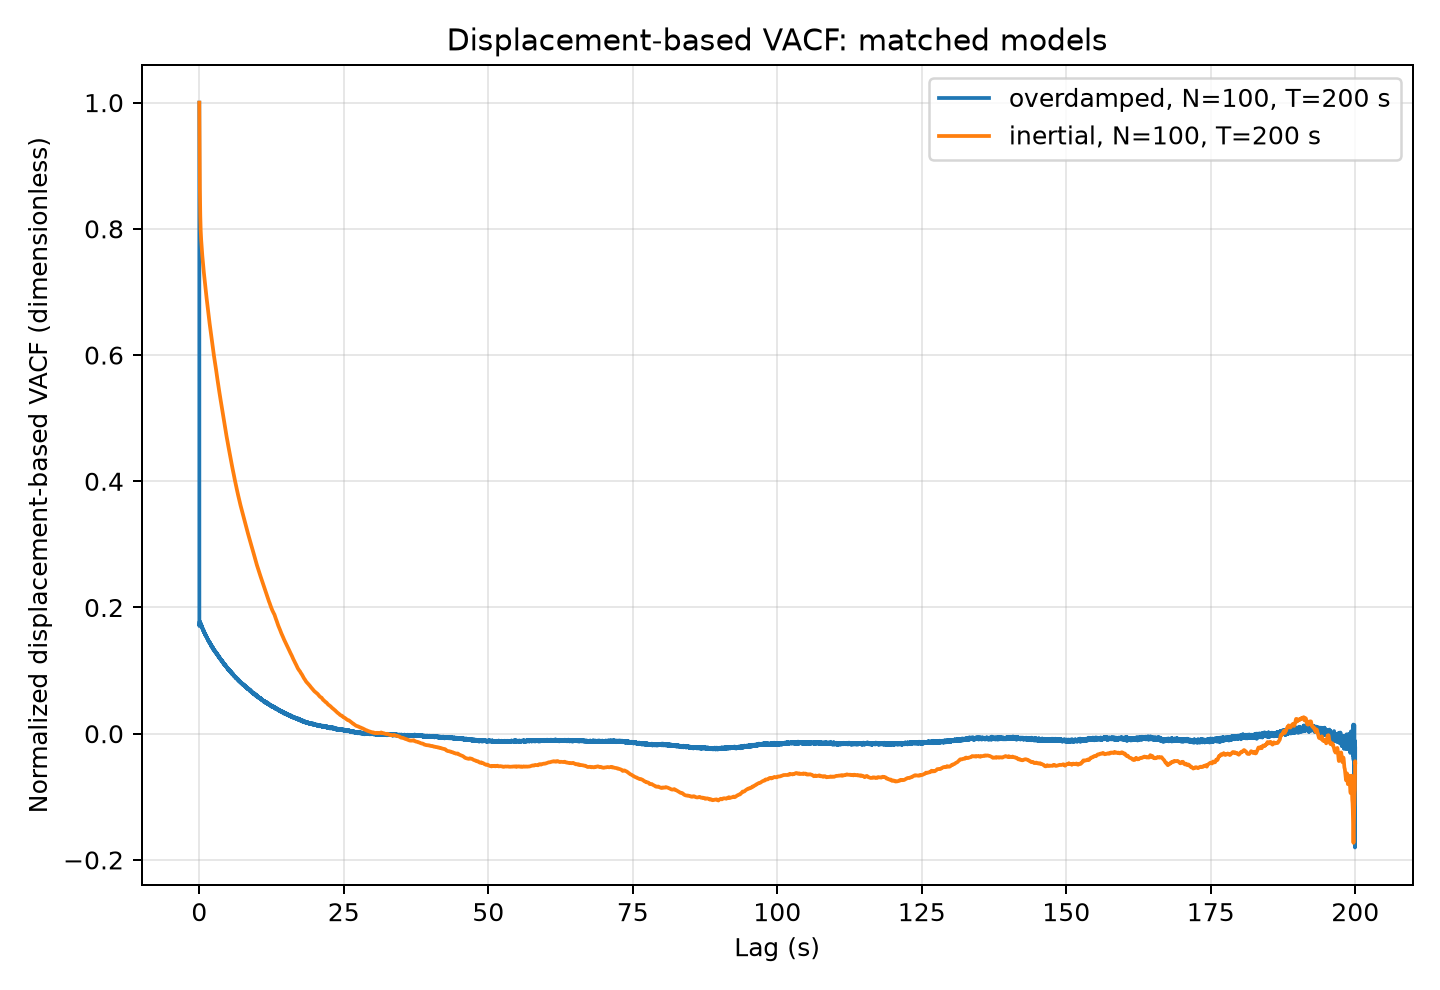 Displacement-based VACF: matched models
overdamped, N=100, T=200 s
inertial, N=100, T=200 s
Normalized displacement-based VACF (dimensionless)
1.0
0.8
0.6
0.4
0.2
0.0
−0.2
0 25 50 75 100 125 150 175 200
Lag (s)